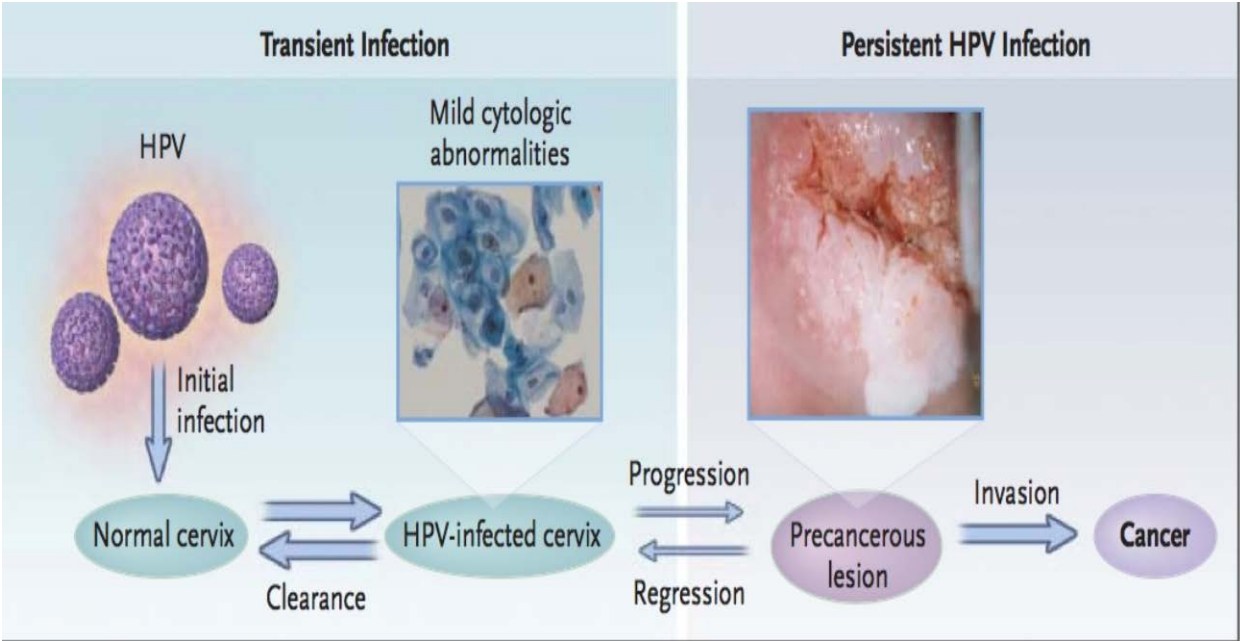 Transient Infection
Persistent HPV Infection
HPV
Mild cytologic
abnormalities
Initial
infection
Normal cervix
Clearance
HPV-infected cervix
Progression
Regression
Precancerous
lesion
Invasion
Cancer